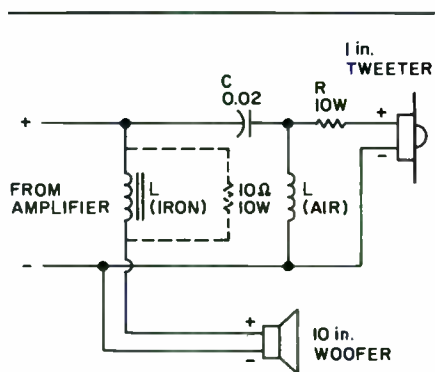 1 in.
TWEETER
C
0.02
R
10W
+
+
-
FROM
AMPLIFIER
L
(IRON)
10Ω
10W
L
(AIR)
-
+
-
10 in.
WOOFER